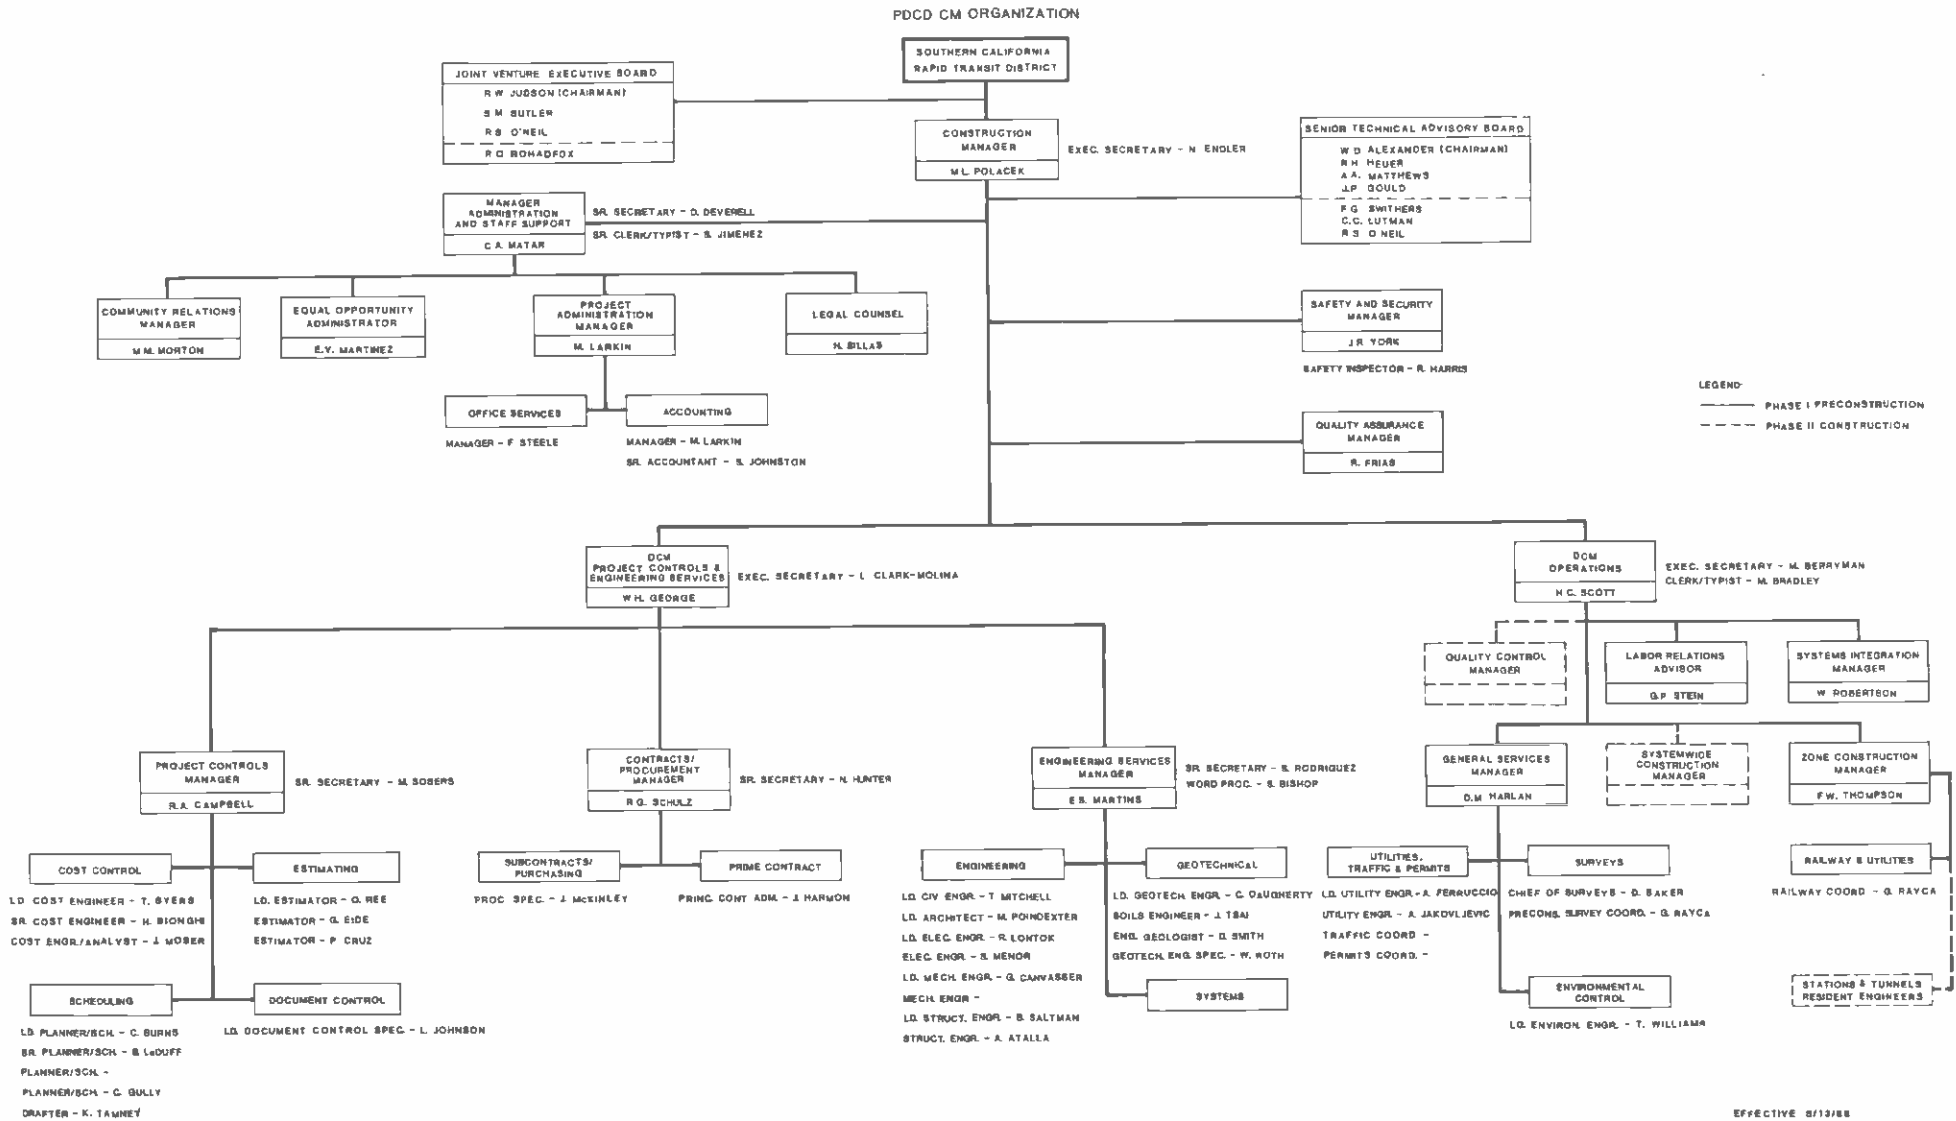 PDCD CM ORGANIZATION
SOUTHERN CALIFORNIA
RAPID TRANSIT DISTRICT
JOINT VENTURE EXECUTIVE BOARD
R W JUDSON (CHAIRMAN)
S M BUTLER
R S O'NEIL
R O ROHADFOX
CONSTRUCTION
MANAGER
M L. POLACEK
EXEC. SECRETARY - N ENDLER
SENIOR TECHNICAL ADVISORY BOARD
W D ALEXANDER (CHAIRMAN)
R H HEUER
A A. MATTHEWS
J.P. GOULD
F G SWITHERS
C.C. LUTMAN
R S O NEIL
MANAGER
ADMINISTRATION
AND STAFF SUPPORT
C A. MATAR
SR. SECRETARY - D. DEVERELL
SR. CLERK/TYPIST - S. JIMENEZ
COMMUNITY RELATIONS
MANAGER
M M. MORTON
EQUAL OPPORTUNITY
ADMINISTRATOR
E.Y. MARTINEZ
PROJECT
ADMINISTRATION
MANAGER
M. LARKIN
LEGAL COUNSEL
H. BILLAS
SAFETY AND SECURITY
MANAGER
J.R. YORK
SAFETY INSPECTOR - R. HARRIS
LEGEND:
PHASE I PRECONSTRUCTION
PHASE II CONSTRUCTION
OFFICE SERVICES
MANAGER - F STEELE
ACCOUNTING
MANAGER - M. LARKIN
SR. ACCOUNTANT - S. JOHNSTON
QUALITY ASSURANCE
MANAGER
R. FRIAS
DCM
PROJECT CONTROLS &
ENGINEERING SERVICES
W H. GEORGE
EXEC. SECRETARY - L CLARK-MOLINA
DCM
OPERATIONS
H C. SCOTT
EXEC. SECRETARY - M. BERRYMAN
CLERK/TYPIST - M. BRADLEY
QUALITY CONTROL
MANAGER
LABOR RELATIONS
ADVISOR
G.P STEIN
SYSTEMS INTEGRATION
MANAGER
W. ROBERTSON
PROJECT CONTROLS
MANAGER
R.A. CAMPBELL
SR. SECRETARY - M. SOBERS
CONTRACTS/
PROCUREMENT
MANAGER
R.G. SCHULZ
SR. SECRETARY - N. HUNTER
ENGINEERING SERVICES
MANAGER
E.S. MARTINS
SR. SECRETARY - S. RODRIGUEZ
WORD PROC. - S. BISHOP
GENERAL SERVICES
MANAGER
D.M HARLAN
SYSTEMWIDE
CONSTRUCTION
MANAGER
ZONE CONSTRUCTION
MANAGER
F.W. THOMPSON
COST CONTROL
LD COST ENGINEER - T. BYERS
SR. COST ENGINEER - H. BIONGHI
COST ENGR./ANALYST - J. MOSER
ESTIMATING
LD. ESTIMATOR - G. REE
ESTIMATOR - G. EIDE
ESTIMATOR - P. CRUZ
SUBCONTRACTS/
PURCHASING
PROC SPEC. - J. McKINLEY
PRIME CONTRACT
PRINC. CONT ADM. - J. HARMON
ENGINEERING
LD. CIV ENGR. - T MITCHELL
LD. ARCHITECT - M. POINDEXTER
LD. ELEC. ENGR. - R. LONTOK
ELEC. ENGR. - S. MENOR
LD. MECH. ENGR. - G. CANVASSER
MECH. ENGR -
LD. STRUCT. ENGR. - B. SALTMAN
STRUCT. ENGR. - A. ATALLA
GEOTECHNICAL
LD. GEOTECH. ENGR. - C. DAUGHERTY
SOILS ENGINEER - J. TSAI
ENG. GEOLOGIST - D. SMITH
GEOTECH. ENG. SPEC. - W. ROTH
SYSTEMS
UTILITIES,
TRAFFIC & PERMITS
LD. UTILITY ENGR.- A. FERRUCCIO
UTILITY ENGR. - A. JAKOVLJEVIC
TRAFFIC COORD -
PERMITS COORD. -
SURVEYS
CHIEF OF SURVEYS - D. BAKER
PRECONS. SURVEY COORD. - G. RAYCA
RAILWAY & UTILITIES
RAILWAY COORD - G. RAYCA
SCHEDULING
LD. PLANNER/SCH. - C. BURNS
SR. PLANNER/SCH. - B. LeDUFF
PLANNER/SCH. -
PLANNER/SCH. - C. GULLY
DRAFTER - K. TAMNEY
DOCUMENT CONTROL
LD. DOCUMENT CONTROL SPEC. - L. JOHNSON
ENVIRONMENTAL
CONTROL
LD. ENVIRON. ENGR. - T. WILLIAMS
STATIONS & TUNNELS
RESIDENT ENGINEERS
EFFECTIVE